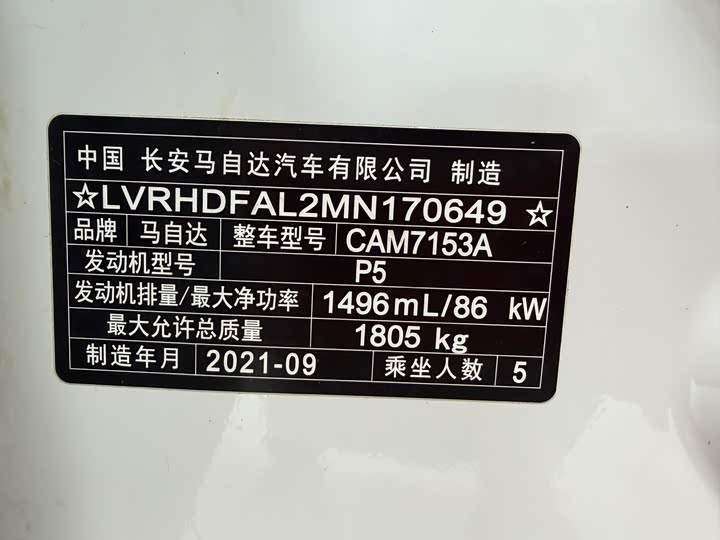 中国 长安马自达汽车有限公司 制造
☆LVRHDFAL2MN170649☆
品牌 马自达 整车型号 CAM7153A
发动机型号 P5
发动机排量/最大净功率 1496mL/86 kW
最大允许总质量 1805 kg
制造年月 2021-09 乘坐人数 5